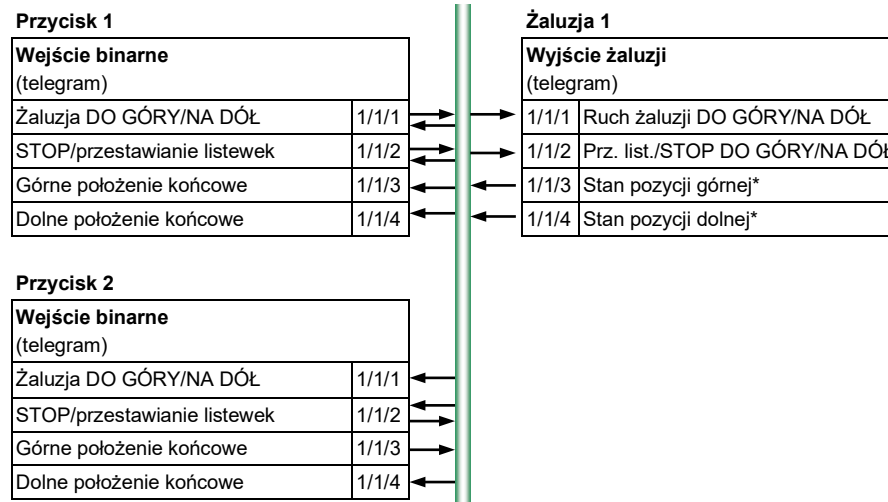 Przycisk 1
Wejście binarne
(telegram)
Żaluzja DO GÓRY/NA DÓŁ 1/1/1
STOP/przestawianie listewek 1/1/2
Górne położenie końcowe 1/1/3
Dolne położenie końcowe 1/1/4
Żaluzja 1
Wyjście żaluzji
(telegram)
1/1/1 Ruch żaluzji DO GÓRY/NA DÓŁ
1/1/2 Prz. list./STOP DO GÓRY/NA DÓŁ
1/1/3 Stan pozycji górnej*
1/1/4 Stan pozycji dolnej*
Przycisk 2
Wejście binarne
(telegram)
Żaluzja DO GÓRY/NA DÓŁ 1/1/1
STOP/przestawianie listewek 1/1/2
Górne położenie końcowe 1/1/3
Dolne położenie końcowe 1/1/4